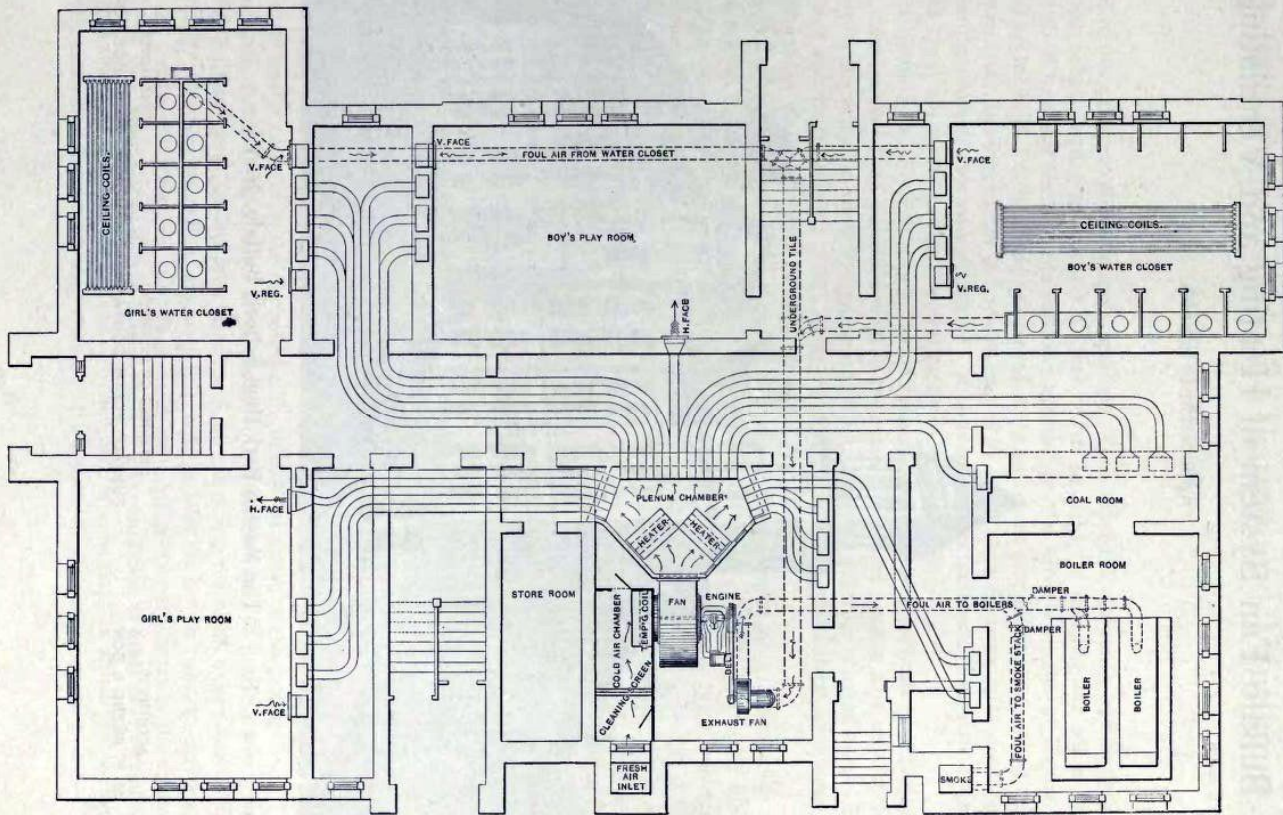 CEILING COILS.
V.FACE
V.REG.
GIRL'S WATER CLOSET
V.FACE
FOUL AIR FROM WATER CLOSET
BOY'S PLAY ROOM
H.FACE
UNDERGROUND TILE
V.FACE
CEILING COILS.
BOY'S WATER CLOSET
V.REG.
H.FACE
GIRL'S PLAY ROOM
V.FACE
STORE ROOM
PLENUM CHAMBER
HEATER
HEATER
COLD AIR CHAMBER
TEMP'G COIL
CLEANING SCREEN
FRESH
AIR
INLET
FAN
ENGINE
BELT
EXHAUST FAN
COAL ROOM
BOILER ROOM
FOUL AIR TO BOILERS
DAMPER
DAMPER
FOUL AIR TO SMOKE STACK
SMOKE
BOILER
BOILER